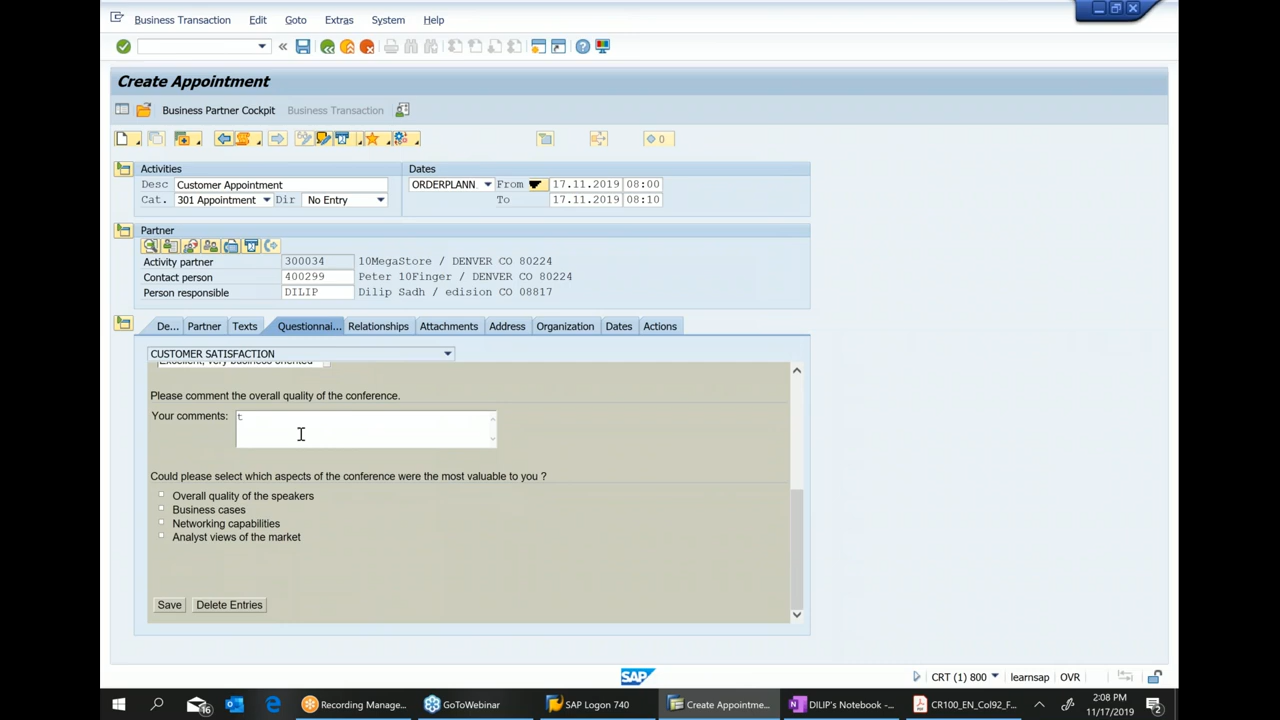 Business Transaction Edit Goto Extras System Help
Create Appointment
Business Partner Cockpit Business Transaction
0
Activities
Desc Customer Appointment
Cat. 301 Appointment Dir No Entry
Dates
ORDERPLANN From 17.11.2019 08:00
To 17.11.2019 08:10
Partner
Activity partner 300034 10MegaStore / DENVER CO 80224
Contact person 400299 Peter 10Finger / DENVER CO 80224
Person responsible DILIP Dilip Sadh / edision CO 08817
De... Partner Texts Questionnai... Relationships Attachments Address Organization Dates Actions
CUSTOMER SATISFACTION
Excellent, very business oriented
Please comment the overall quality of the conference.
Your comments: t
Could please select which aspects of the conference were the most valuable to you ?
Overall quality of the speakers
Business cases
Networking capabilities
Analyst views of the market
Save Delete Entries
SAP
CRT (1) 800 learnsap OVR
16 Recording Manage... GoToWebinar SAP Logon 740 Create Appointme... DILIP's Notebook -... CR100_EN_Col92_F...
2:08 PM
11/17/2019
2